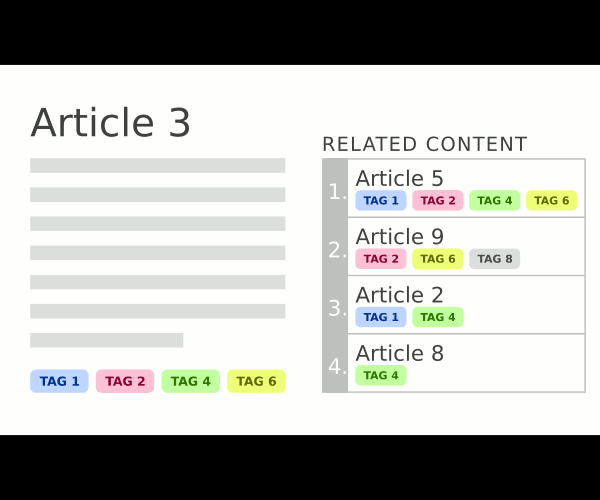 Article 3
TAG 1 TAG 2 TAG 4 TAG 6
RELATED CONTENT
1. Article 5
TAG 1 TAG 2 TAG 4 TAG 6
2. Article 9
TAG 2 TAG 6 TAG 8
3. Article 2
TAG 1 TAG 4
4. Article 8
TAG 4